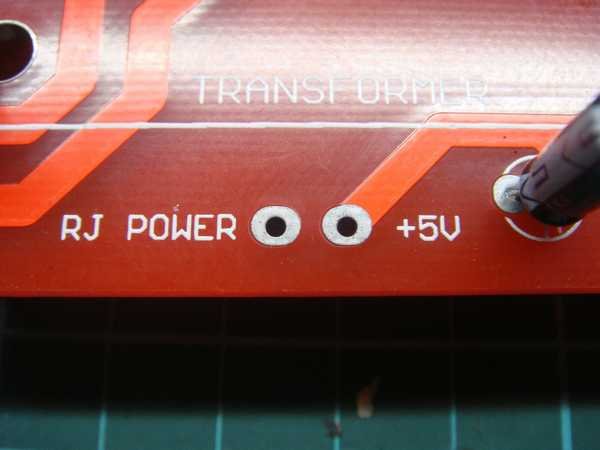 TRANSFORMER
RJ POWER +5V